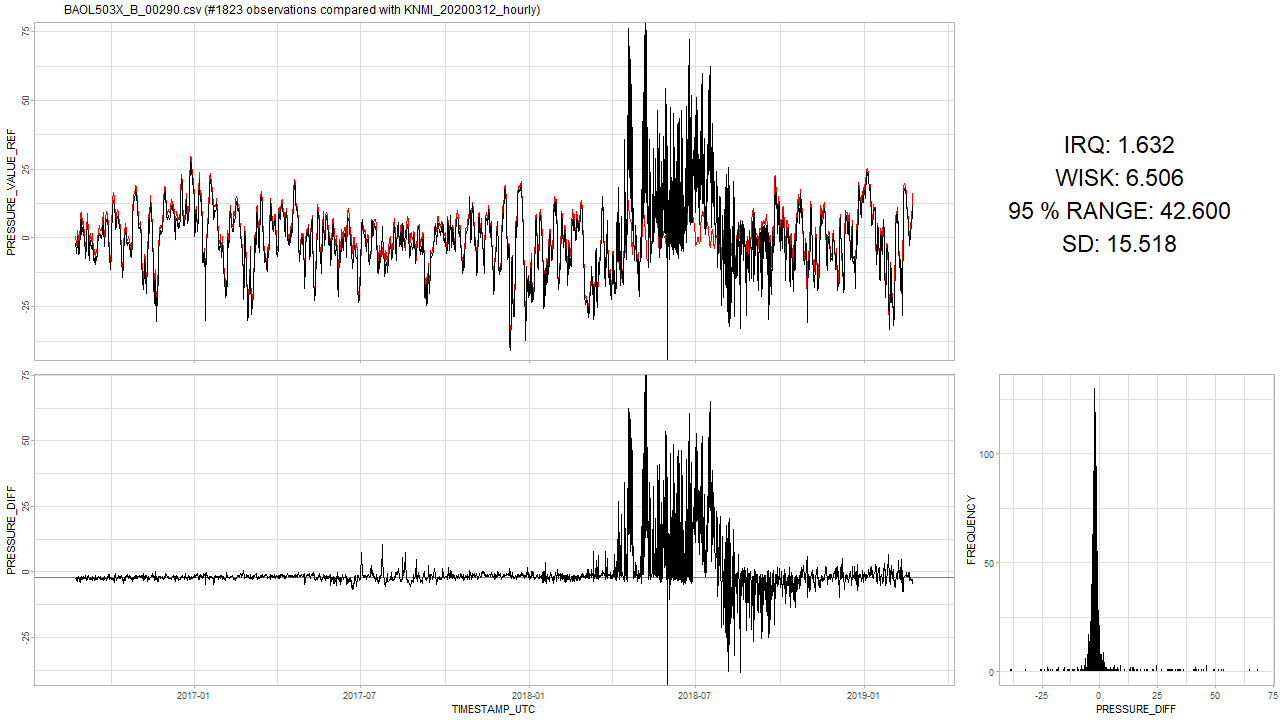 BAOL503X_B_00290.csv (#1823 observations compared with KNMI_20200312_hourly)
PRESSURE_VALUE_REF
75
50
25
0
-25
IRQ: 1.632
WISK: 6.506
95 % RANGE: 42.600
SD: 15.518
PRESSURE_DIFF
75
50
25
0
-25
2017-01 2017-07 2018-01 2018-07 2019-01
TIMESTAMP_UTC
FREQUENCY
100
50
0
-25 0 25 50 75
PRESSURE_DIFF